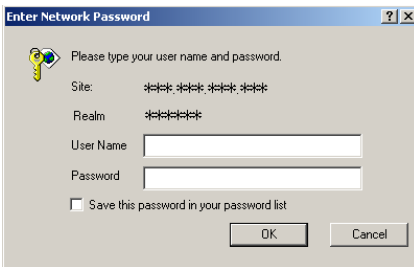 Enter Network Password
Please type your user name and password.
Site: ***.***.***.***
Realm ******
User Name
Password
Save this password in your password list
OK Cancel